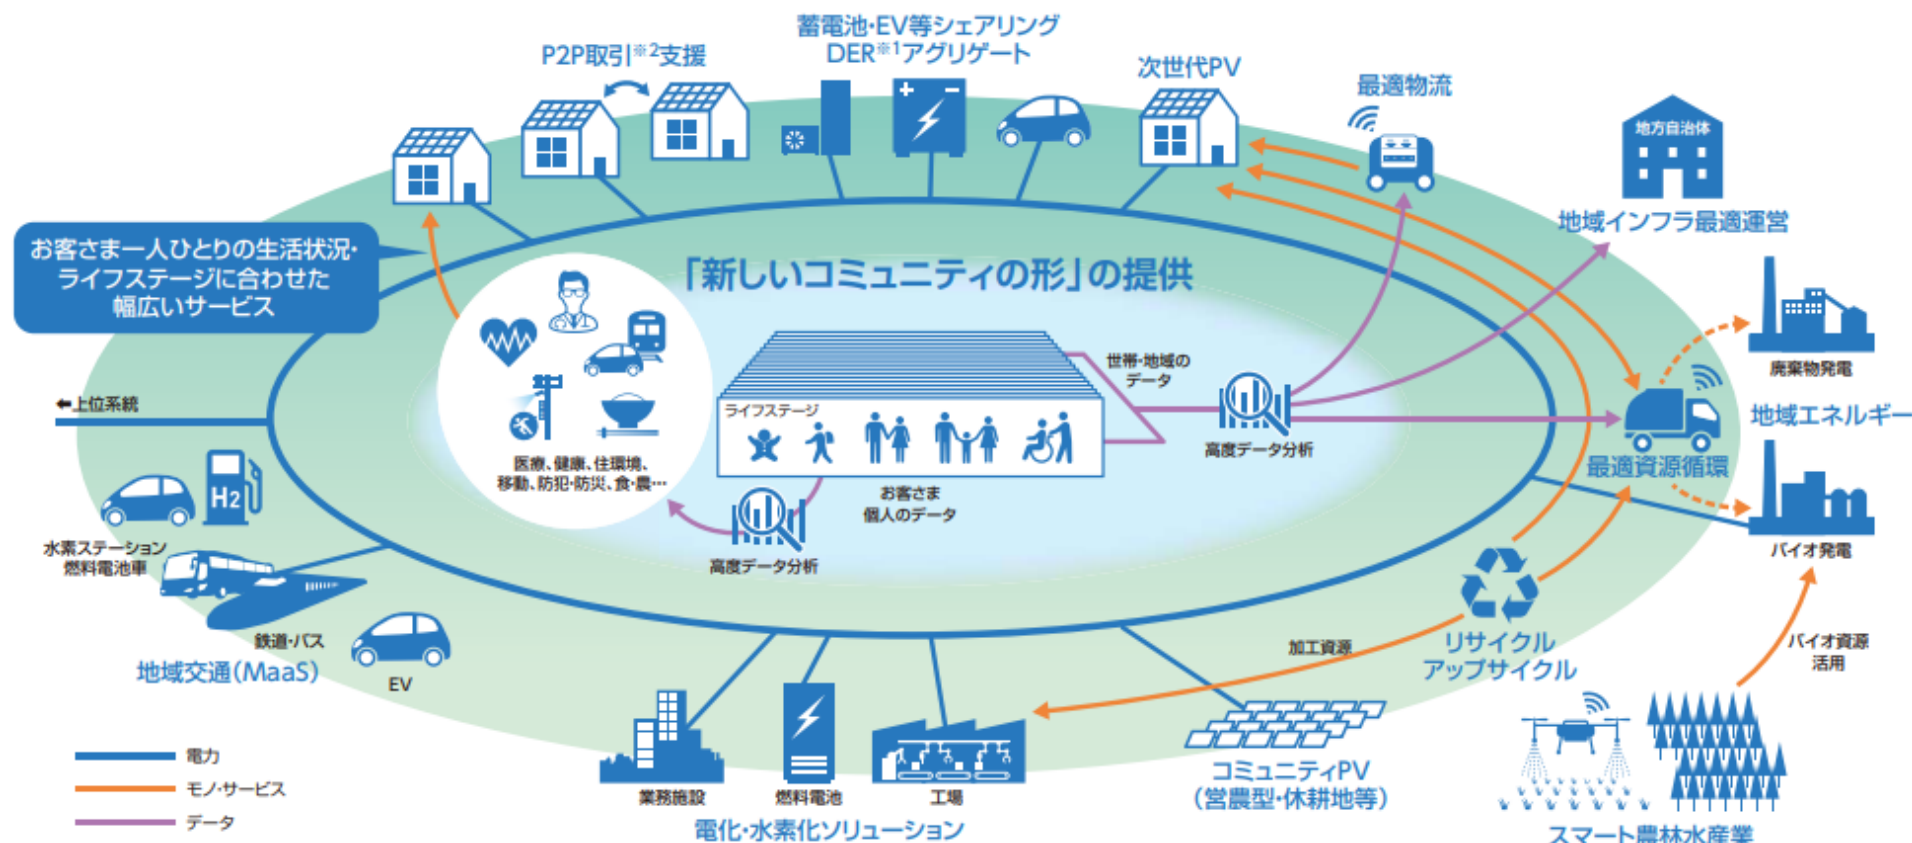 蓄電池・EV等シェアリング
DER※1アグリゲート
P2P取引※2支援
次世代PV
最適物流
地方自治体
地域インフラ最適運営
お客さま一人ひとりの生活状況・
ライフステージに合わせた
幅広いサービス
「新しいコミュニティの形」の提供
世帯・地域の
データ
廃棄物発電
←上位系統
ライフステージ
地域エネルギー
高度データ分析
医療、健康、住環境、
移動、防犯・防災、食・農…
お客さま
個人のデータ
最適資源循環
H2
水素ステーション
燃料電池車
高度データ分析
バイオ発電
鉄道・バス
地域交通(MaaS)
EV
加工資源
リサイクル
アップサイクル
バイオ資源
活用
電力
モノ・サービス
データ
業務施設
燃料電池
工場
電化・水素化ソリューション
コミュニティPV
(営農型・休耕地等)
スマート農林水産業